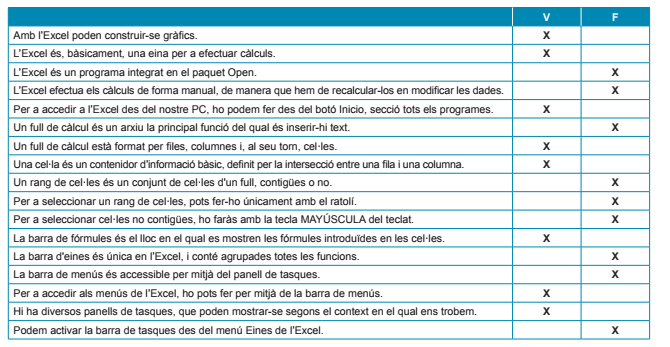 V F
Amb l'Excel poden construir-se gràfics. X
L'Excel és, bàsicament, una eina per a efectuar càlculs. X
L'Excel és un programa integrat en el paquet Open. X
L'Excel efectua els càlculs de forma manual, de manera que hem de recalcular-los en modificar les dades. X
Per a accedir a l'Excel des del nostre PC, ho podem fer des del botó Inicio, secció tots els programes. X
Un full de càlcul és un arxiu la principal funció del qual és inserir-hi text. X
Un full de càlcul està format per files, columnes i, al seu torn, cel·les. X
Una cel·la és un contenidor d'informació bàsic, definit per la intersecció entre una fila i una columna. X
Un rang de cel·les és un conjunt de cel·les d'un full, contigües o no. X
Per a seleccionar un rang de cel·les, pots fer-ho únicament amb el ratolí. X
Per a seleccionar cel·les no contigües, ho faràs amb la tecla MAYÚSCULA del teclat. X
La barra de fórmules és el lloc en el qual es mostren les fórmules introduïdes en les cel·les. X
La barra d'eines és única en l'Excel, i conté agrupades totes les funcions. X
La barra de menús és accessible per mitjà del panell de tasques. X
Per a accedir als menús de l'Excel, ho pots fer per mitjà de la barra de menús. X
Hi ha diversos panells de tasques, que poden mostrar-se segons el context en el qual ens trobem. X
Podem activar la barra de tasques des del menú Eines de l'Excel. X